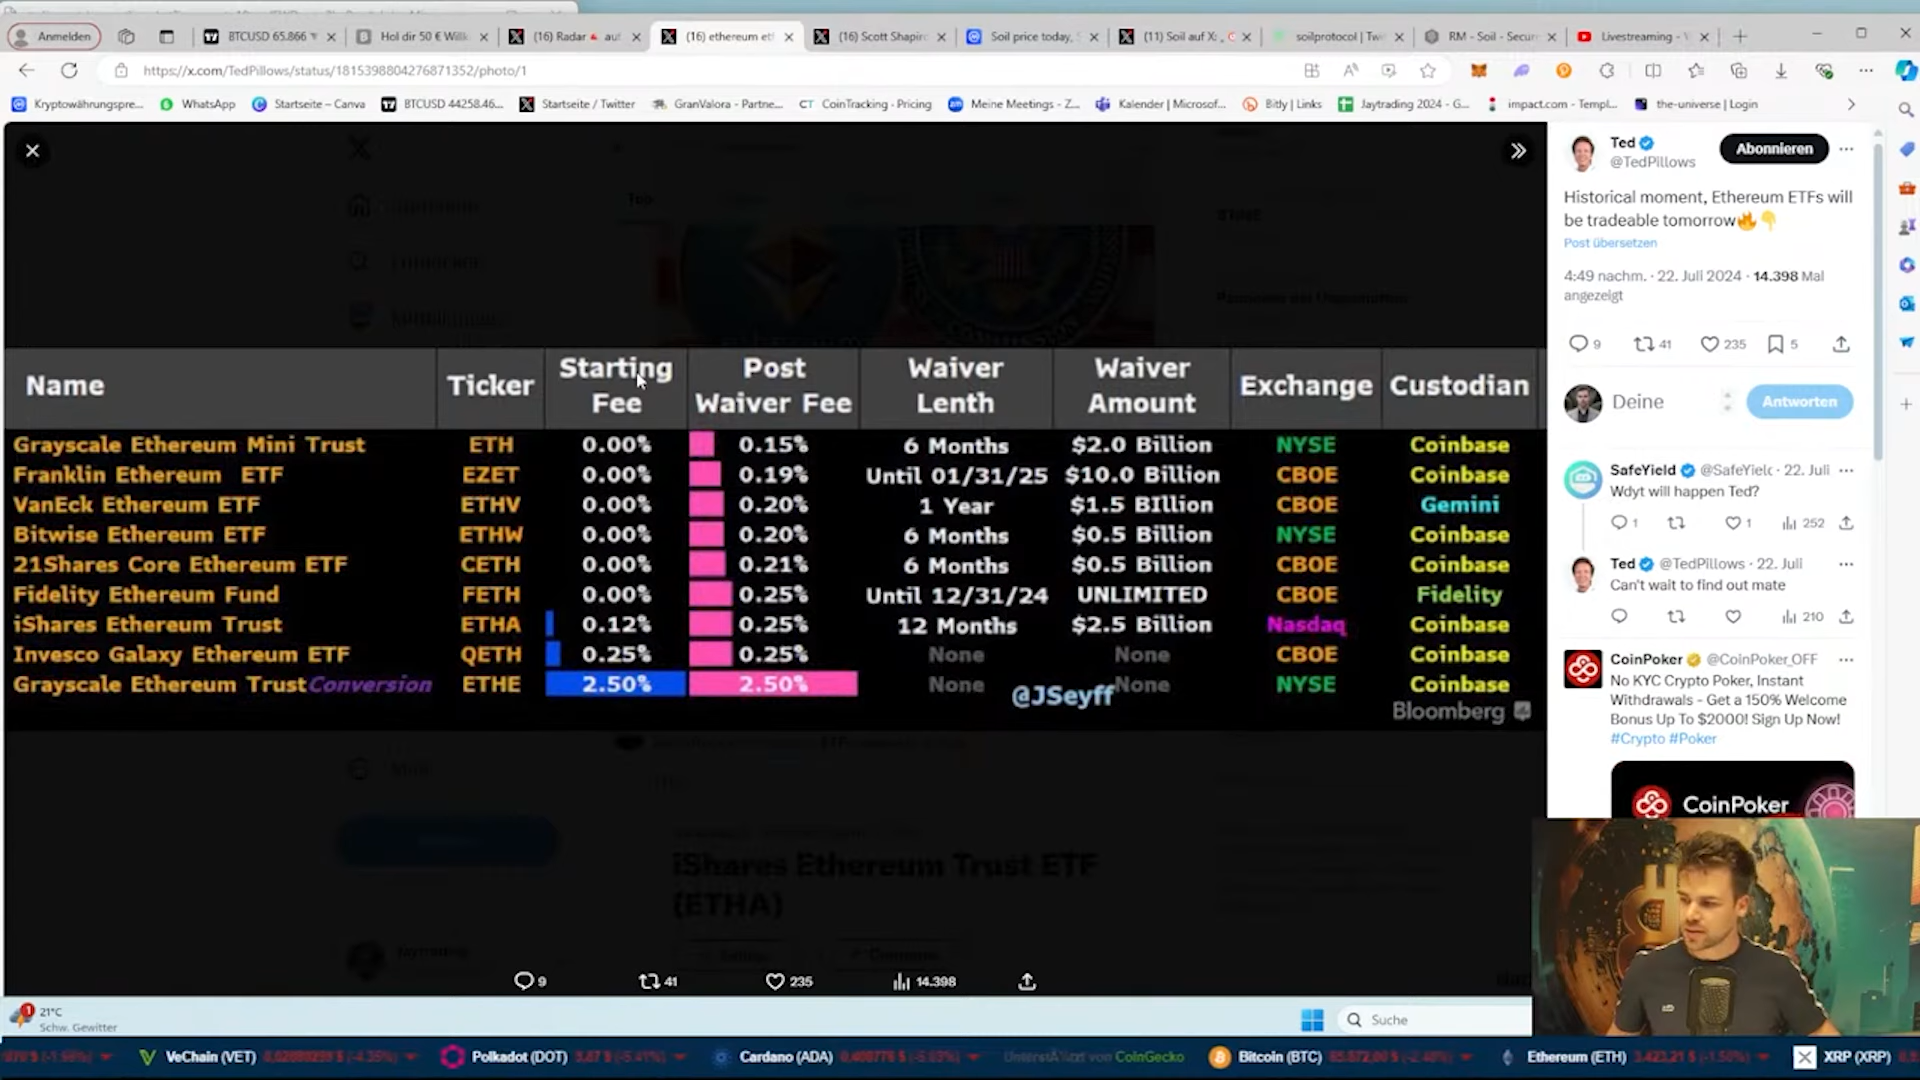 Anmelden
BTCUSD 65.866
Hol dir 50 € Will
(16) Radar
(16) ethereum et
(16) Scott Shapir
Soil price today,
(11) Soil auf X:
soilprotocol | Tw
RM - Soil - Secur
Livestreaming -
https://x.com/TedPillows/status/1815398804276871352/photo/1
Kryptowährungspre...
WhatsApp
Startseite – Canva
BTCUSD 44258.46...
Startseite / Twitter
GranValora - Partne...
CoinTracking · Pricing
Meine Meetings - Z...
Kalender | Microsof...
Bitly | Links
Jaytrading 2024 - G...
impact.com - Templ...
the-universe | Login
Name Ticker Starting Fee Post Waiver Fee Waiver Lenth Waiver Amount Exchange Custodian
Grayscale Ethereum Mini Trust ETH 0.00% 0.15% 6 Months $2.0 Billion NYSE Coinbase
Franklin Ethereum ETF EZET 0.00% 0.19% Until 01/31/25 $10.0 Billion CBOE Coinbase
VanEck Ethereum ETF ETHV 0.00% 0.20% 1 Year $1.5 BIllion CBOE Gemini
Bitwise Ethereum ETF ETHW 0.00% 0.20% 6 Months $0.5 Billion NYSE Coinbase
21Shares Core Ethereum ETF CETH 0.00% 0.21% 6 Months $0.5 Billion CBOE Coinbase
Fidelity Ethereum Fund FETH 0.00% 0.25% Until 12/31/24 UNLIMITED CBOE Fidelity
iShares Ethereum Trust ETHA 0.12% 0.25% 12 Months $2.5 Billion Nasdaq Coinbase
Invesco Galaxy Ethereum ETF QETH 0.25% 0.25% None None CBOE Coinbase
Grayscale Ethereum Trust Conversion ETHE 2.50% 2.50% None None NYSE Coinbase
@JSeyff
Bloomberg
iShares Ethereum Trust ETF
(ETHA)
9 41 235 14.398
Ted
@TedPillows
Abonnieren
Historical moment, Ethereum ETFs will
be tradeable tomorrow
Post übersetzen
4:49 nachm. · 22. Juli 2024 · 14.398 Mal
angezeigt
9 41 235 5
Deine
Antworten
SafeYield @SafeYielc · 22. Juli
Wdyt will happen Ted?
1 1 252
Ted @TedPillows · 22. Juli
Can't wait to find out mate
210
CoinPoker @CoinPoker_OFF
No KYC Crypto Poker, Instant
Withdrawals - Get a 150% Welcome
Bonus Up To $2000! Sign Up Now!
#Crypto #Poker
CoinPoker
1
21°C
Schw. Gewitter
Suche
VeChain (VET)
Polkadot (DOT)
Cardano (ADA)
CoinGecko
Bitcoin (BTC)
Ethereum (ETH)
XRP (XRP)